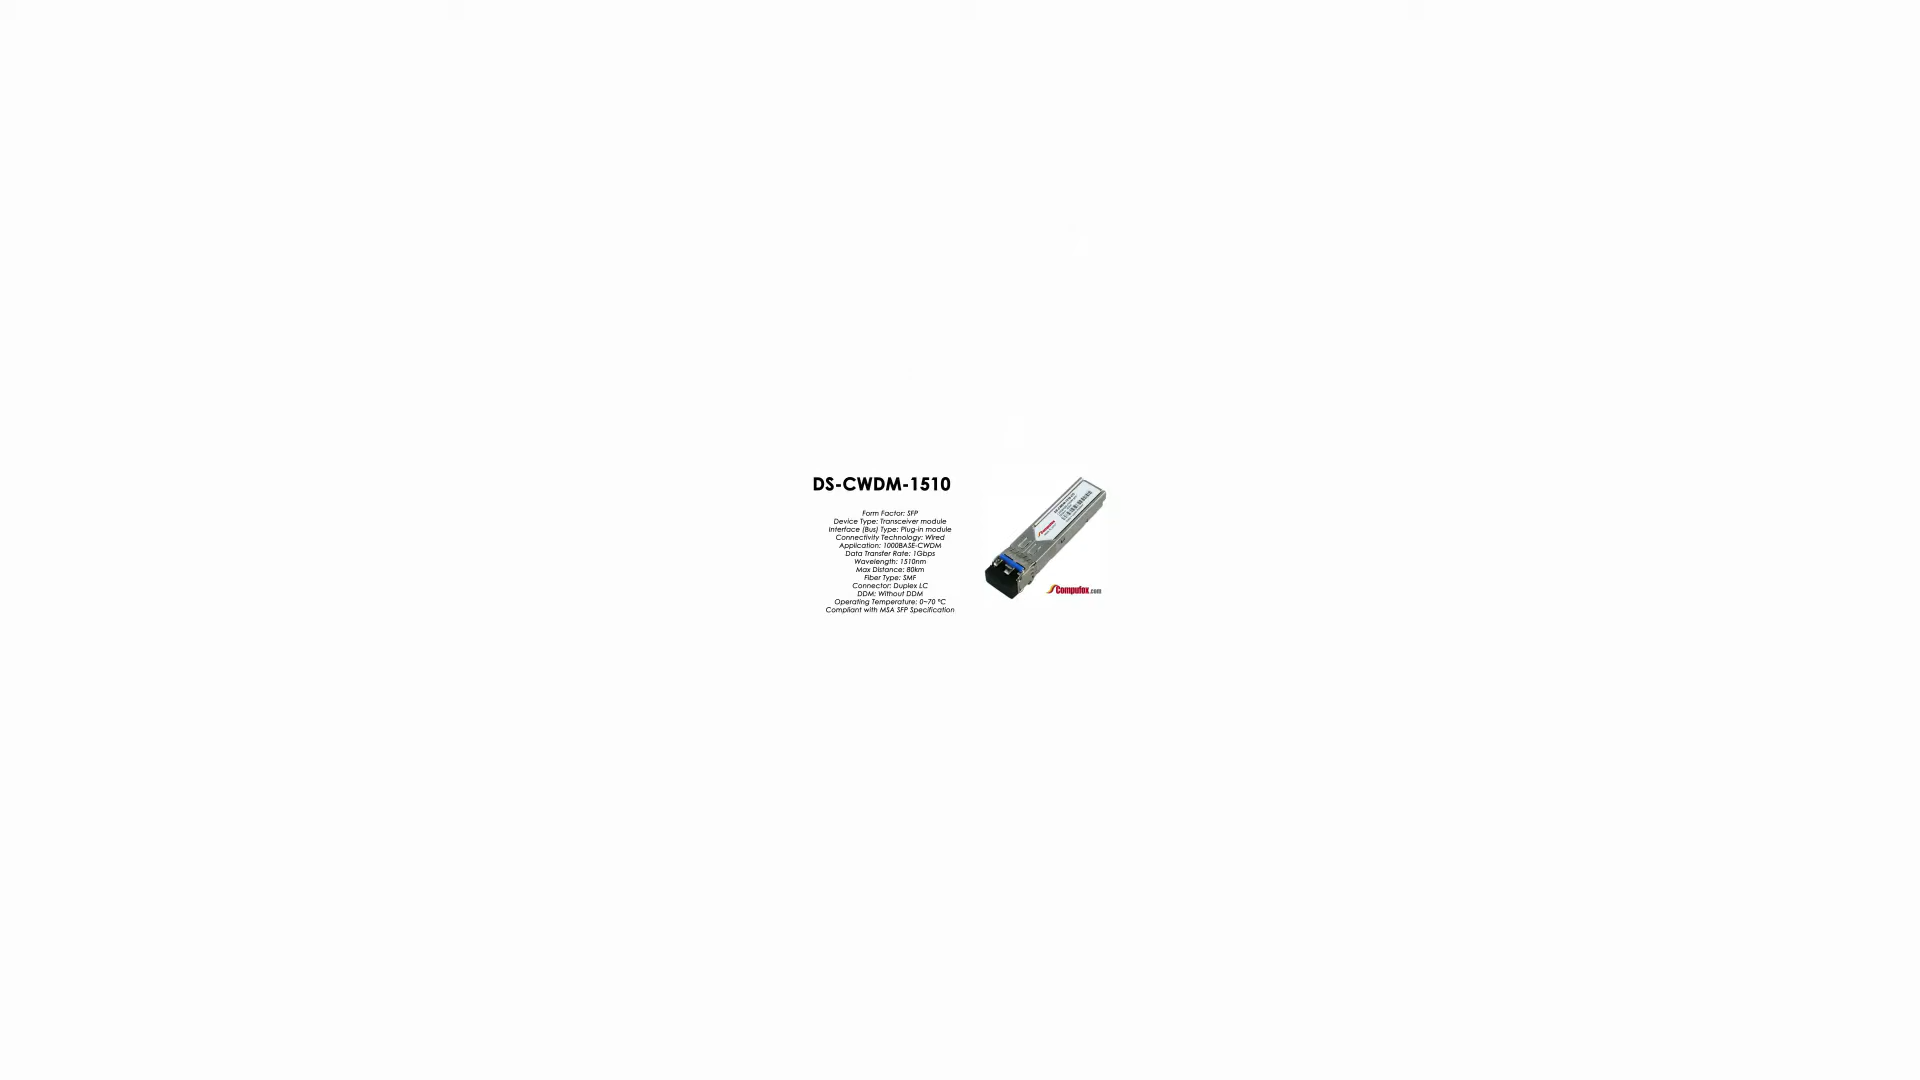 DS-CWDM-1510
Form Factor: SFP
Device Type: Transceiver module
Interface (Bus) Type: Plug-in module
Connectivity Technology: Wired
Application: 1000BASE-CWDM
Data Transfer Rate: 1Gbps
Wavelength: 1510nm
Max Distance: 80km
Fiber Type: SMF
Connector: Duplex LC
DDM: Without DDM
Operating Temperature: 0~70 °C
Compliant with MSA SFP Specification
Computox
Computox.com